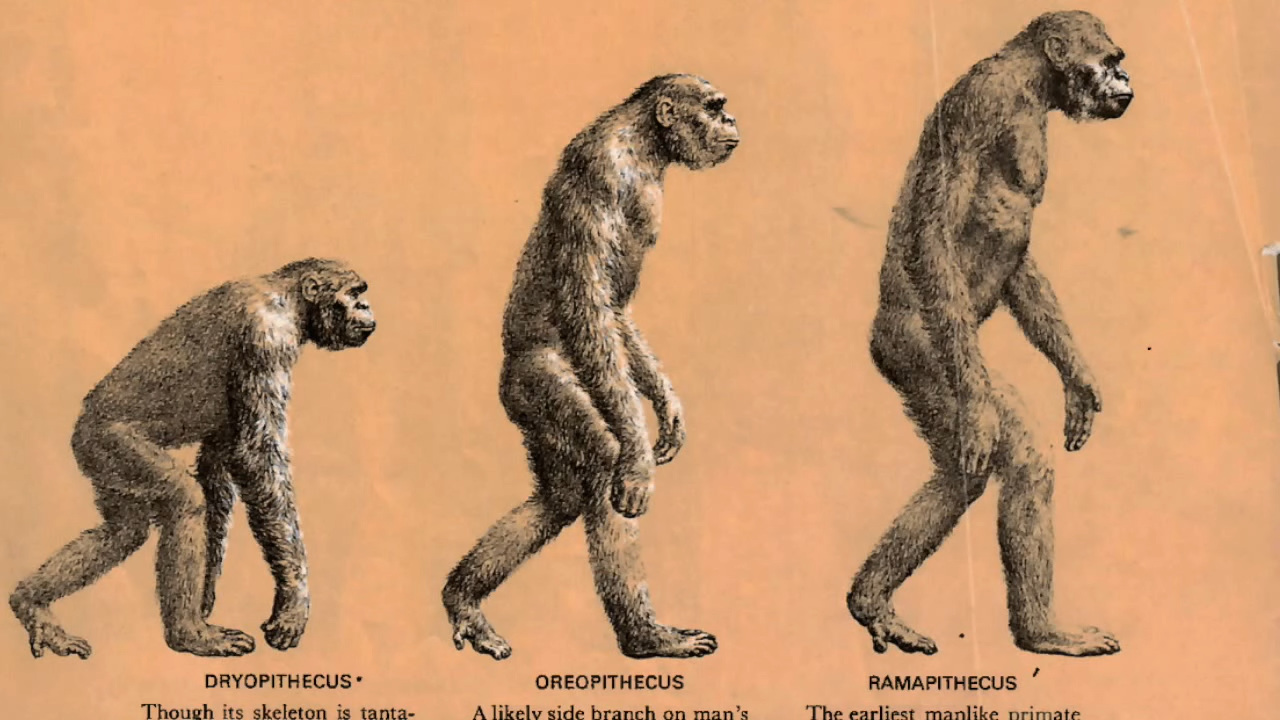 DRYOPITHECUS
OREOPITHECUS
RAMAPITHECUS
Though its skeleton is tanta-
A likely side branch on man's
The earliest manlike primate